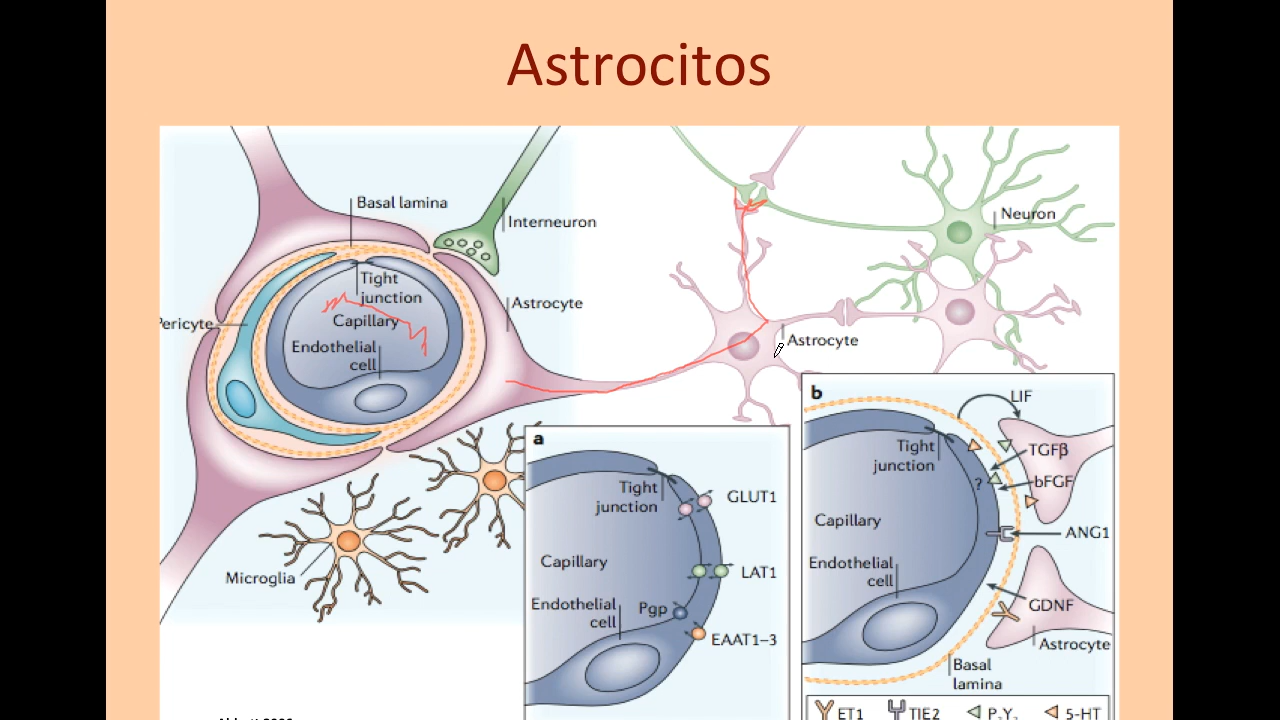 Astrocitos
Basal lamina
Interneuron
Tight
junction
Capillary
Endothelial
cell
Pericyte
Astrocyte
Microglia
Neuron
Astrocyte
a
Tight
junction
GLUT1
Capillary
LAT1
Endothelial
cell
Pgp
EAAT1–3
b
LIF
Tight
junction
TGFβ
?
bFGF
Capillary
ANG1
Endothelial
cell
GDNF
Astrocyte
Basal
lamina
ET1
TIE2
P2Y2
5-HT